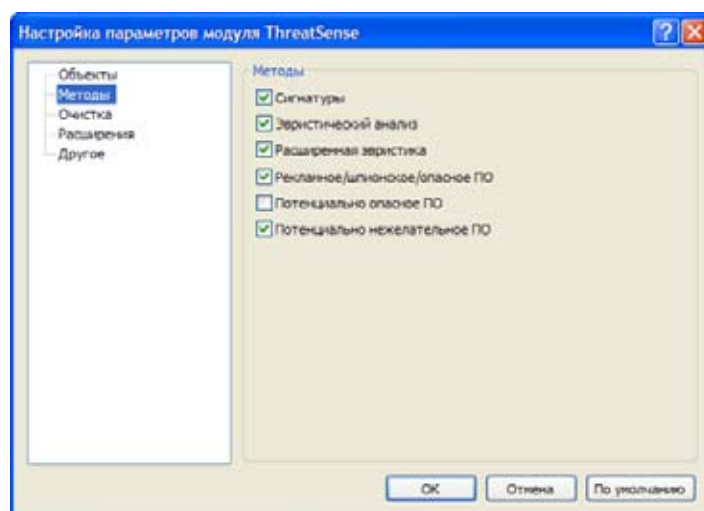 Настройка параметров модуля ThreatSense
Объекты
Методы
Очистка
Расширения
Другое
Методы
Сигнатуры
Эвристический анализ
Расширенная эвристика
Рекламное/шпионское/опасное ПО
Потенциально опасное ПО
Потенциально нежелательное ПО
OK
Отмена
По умолчанию